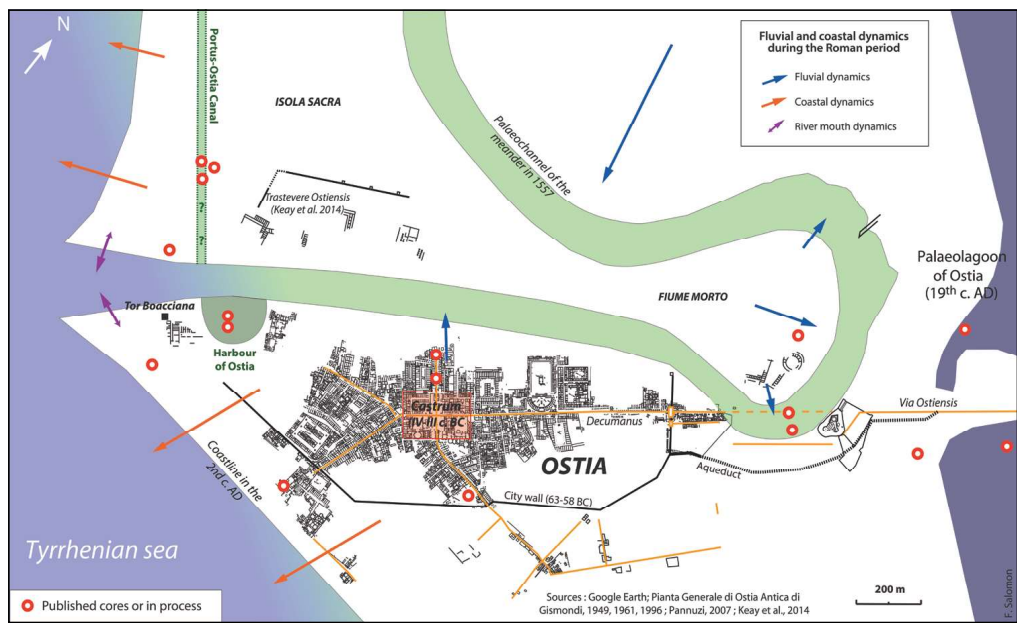 N
Portus-Ostia Canal
?
?
ISOLA SACRA
Trastevere Ostiensis
(Keay et al. 2014)
Palaeochannel of the
meander in 1557
Fluvial and coastal dynamics
during the Roman period
Fluvial dynamics
Coastal dynamics
River mouth dynamics
Palaeolagoon
of Ostia
(19th c. AD)
FIUME MORTO
Tor Boacciana
Harbour
of Ostia
Castrum
IIV-III c. BC
Decumanus
Via Ostiensis
OSTIA
Aqueduct
City wall (63-58 BC)
Coastline in the
2nd c. AD
Tyrrhenian sea
Published cores or in process
Sources : Google Earth; Pianta Generale di Ostia Antica di
Gismondi, 1949, 1961, 1996 ; Pannuzi, 2007 ; Keay et al., 2014
200 m
F. Salomon